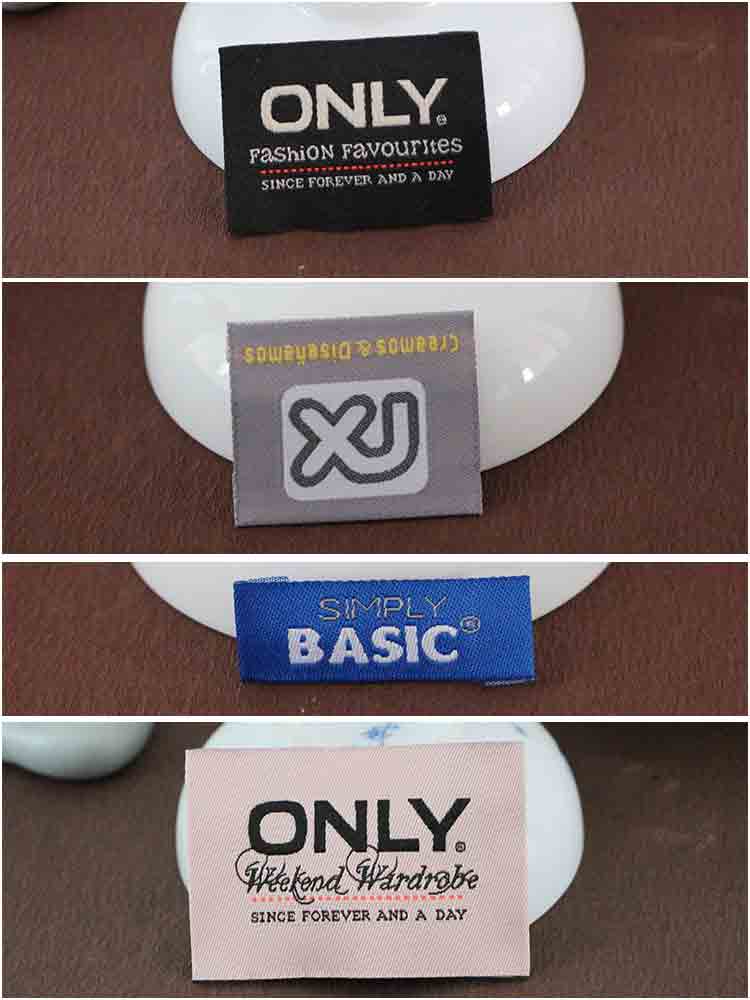 ONLY®
Fashion Favourites
SINCE FOREVER AND A DAY
Creamos & Diseñamos
XJ
SIMPLY
BASIC®
ONLY®
Weekend Wardrobe
SINCE FOREVER AND A DAY